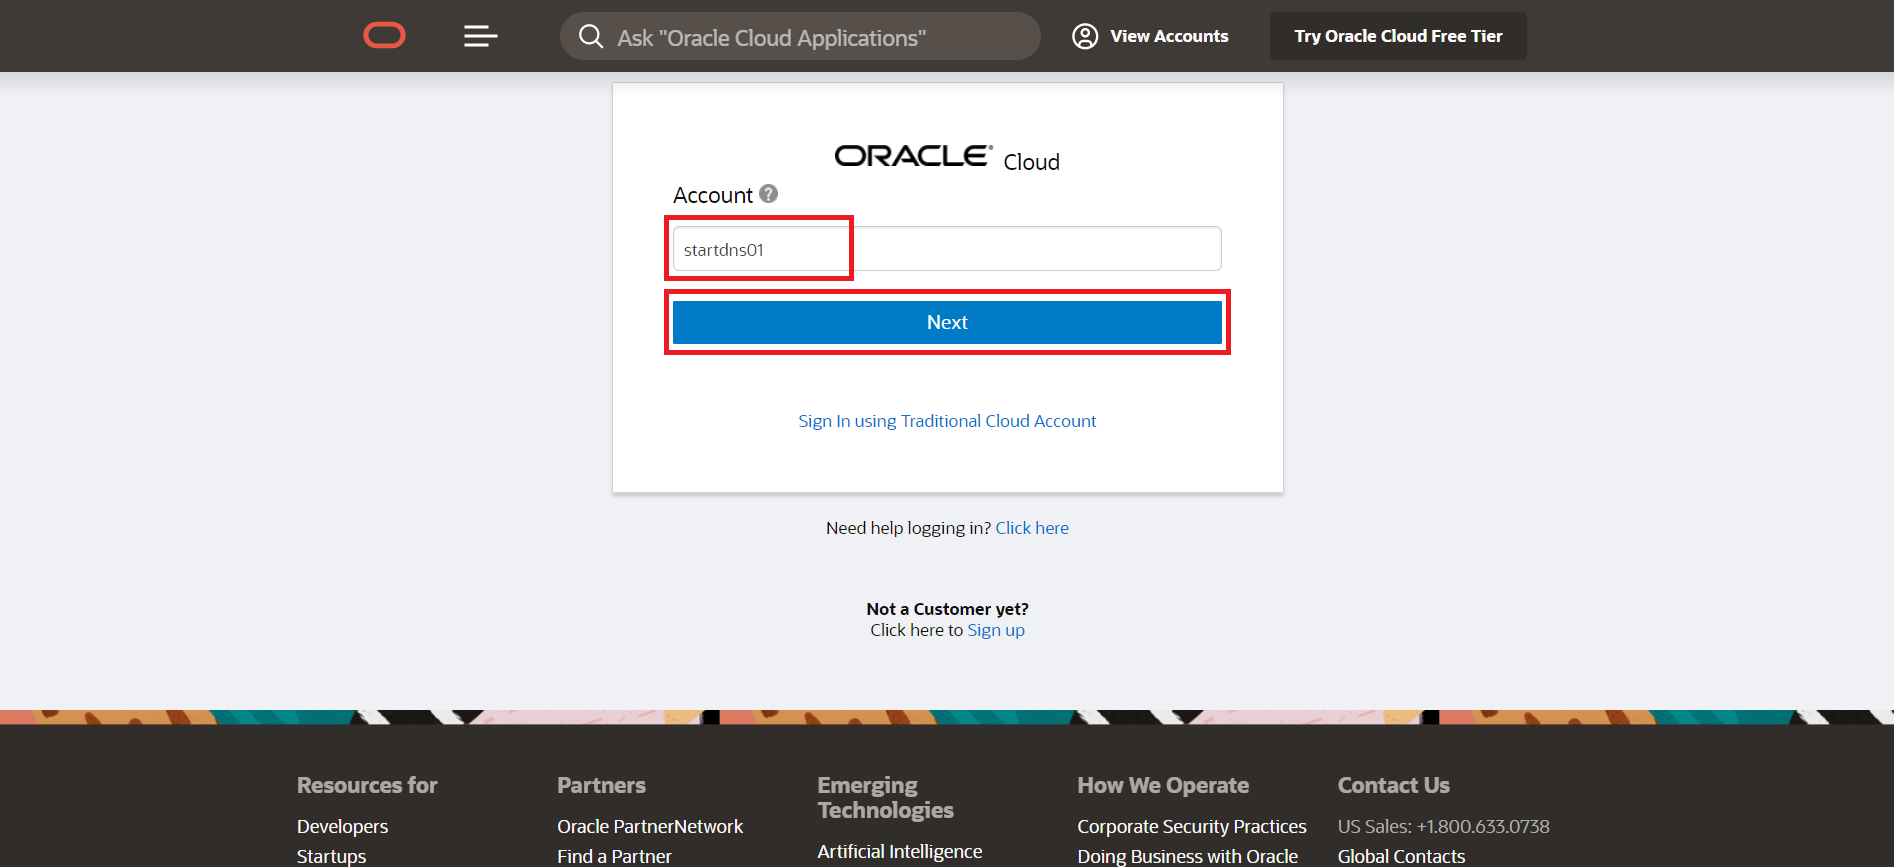 Ask "Oracle Cloud Applications"
View Accounts
Try Oracle Cloud Free Tier
ORACLE® Cloud
Account ?
startdns01
Next
Sign In using Traditional Cloud Account
Need help logging in? Click here
Not a Customer yet?
Click here to Sign up
Resources for
Developers
Startups
Partners
Oracle PartnerNetwork
Find a Partner
Emerging
Technologies
Artificial Intelligence
How We Operate
Corporate Security Practices
Doing Business with Oracle
Contact Us
US Sales: +1.800.633.0738
Global Contacts